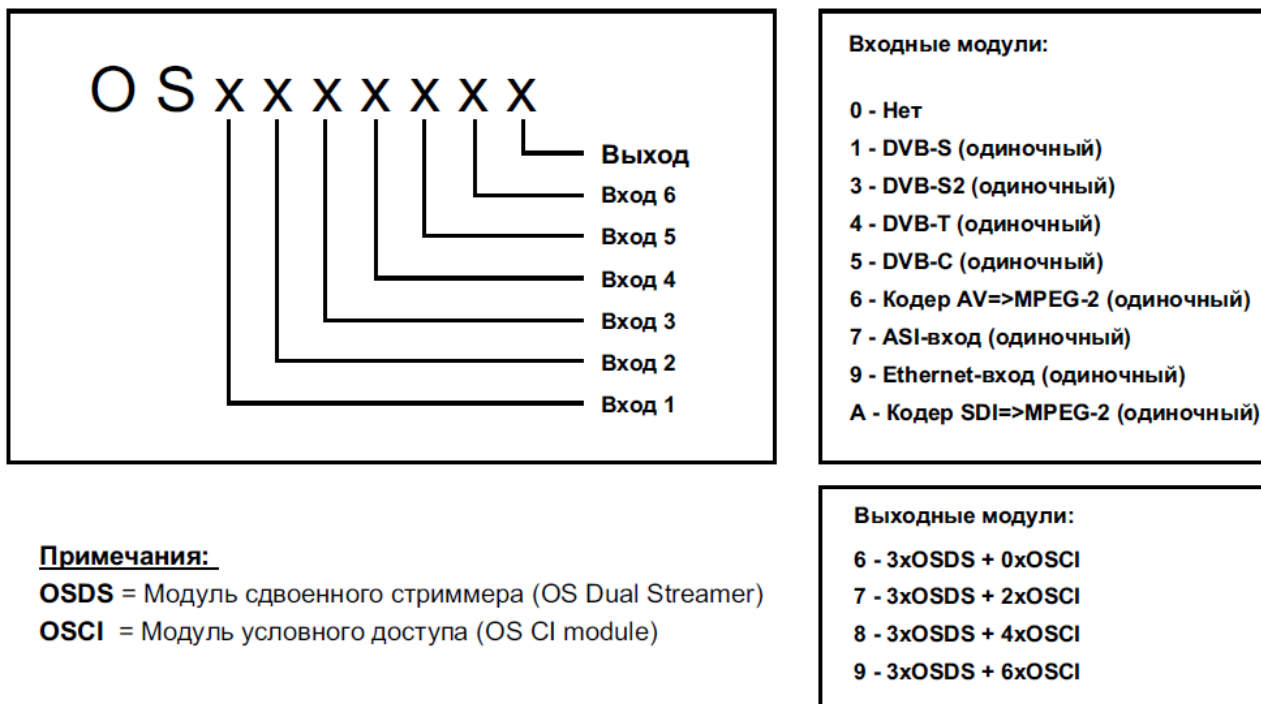 O S x x x x x x x
Выход
Вход 6
Вход 5
Вход 4
Вход 3
Вход 2
Вход 1
Входные модули:
0 - Нет
1 - DVB-S (одиночный)
3 - DVB-S2 (одиночный)
4 - DVB-T (одиночный)
5 - DVB-C (одиночный)
6 - Кодер AV=>MPEG-2 (одиночный)
7 - ASI-вход (одиночный)
9 - Ethernet-вход (одиночный)
A - Кодер SDI=>MPEG-2 (одиночный)
Примечания:
OSDS = Модуль сдвоенного стриммера (OS Dual Streamer)
OSCI = Модуль условного доступа (OS CI module)
Выходные модули:
6 - 3xOSDS + 0xOSCI
7 - 3xOSDS + 2xOSCI
8 - 3xOSDS + 4xOSCI
9 - 3xOSDS + 6xOSCI